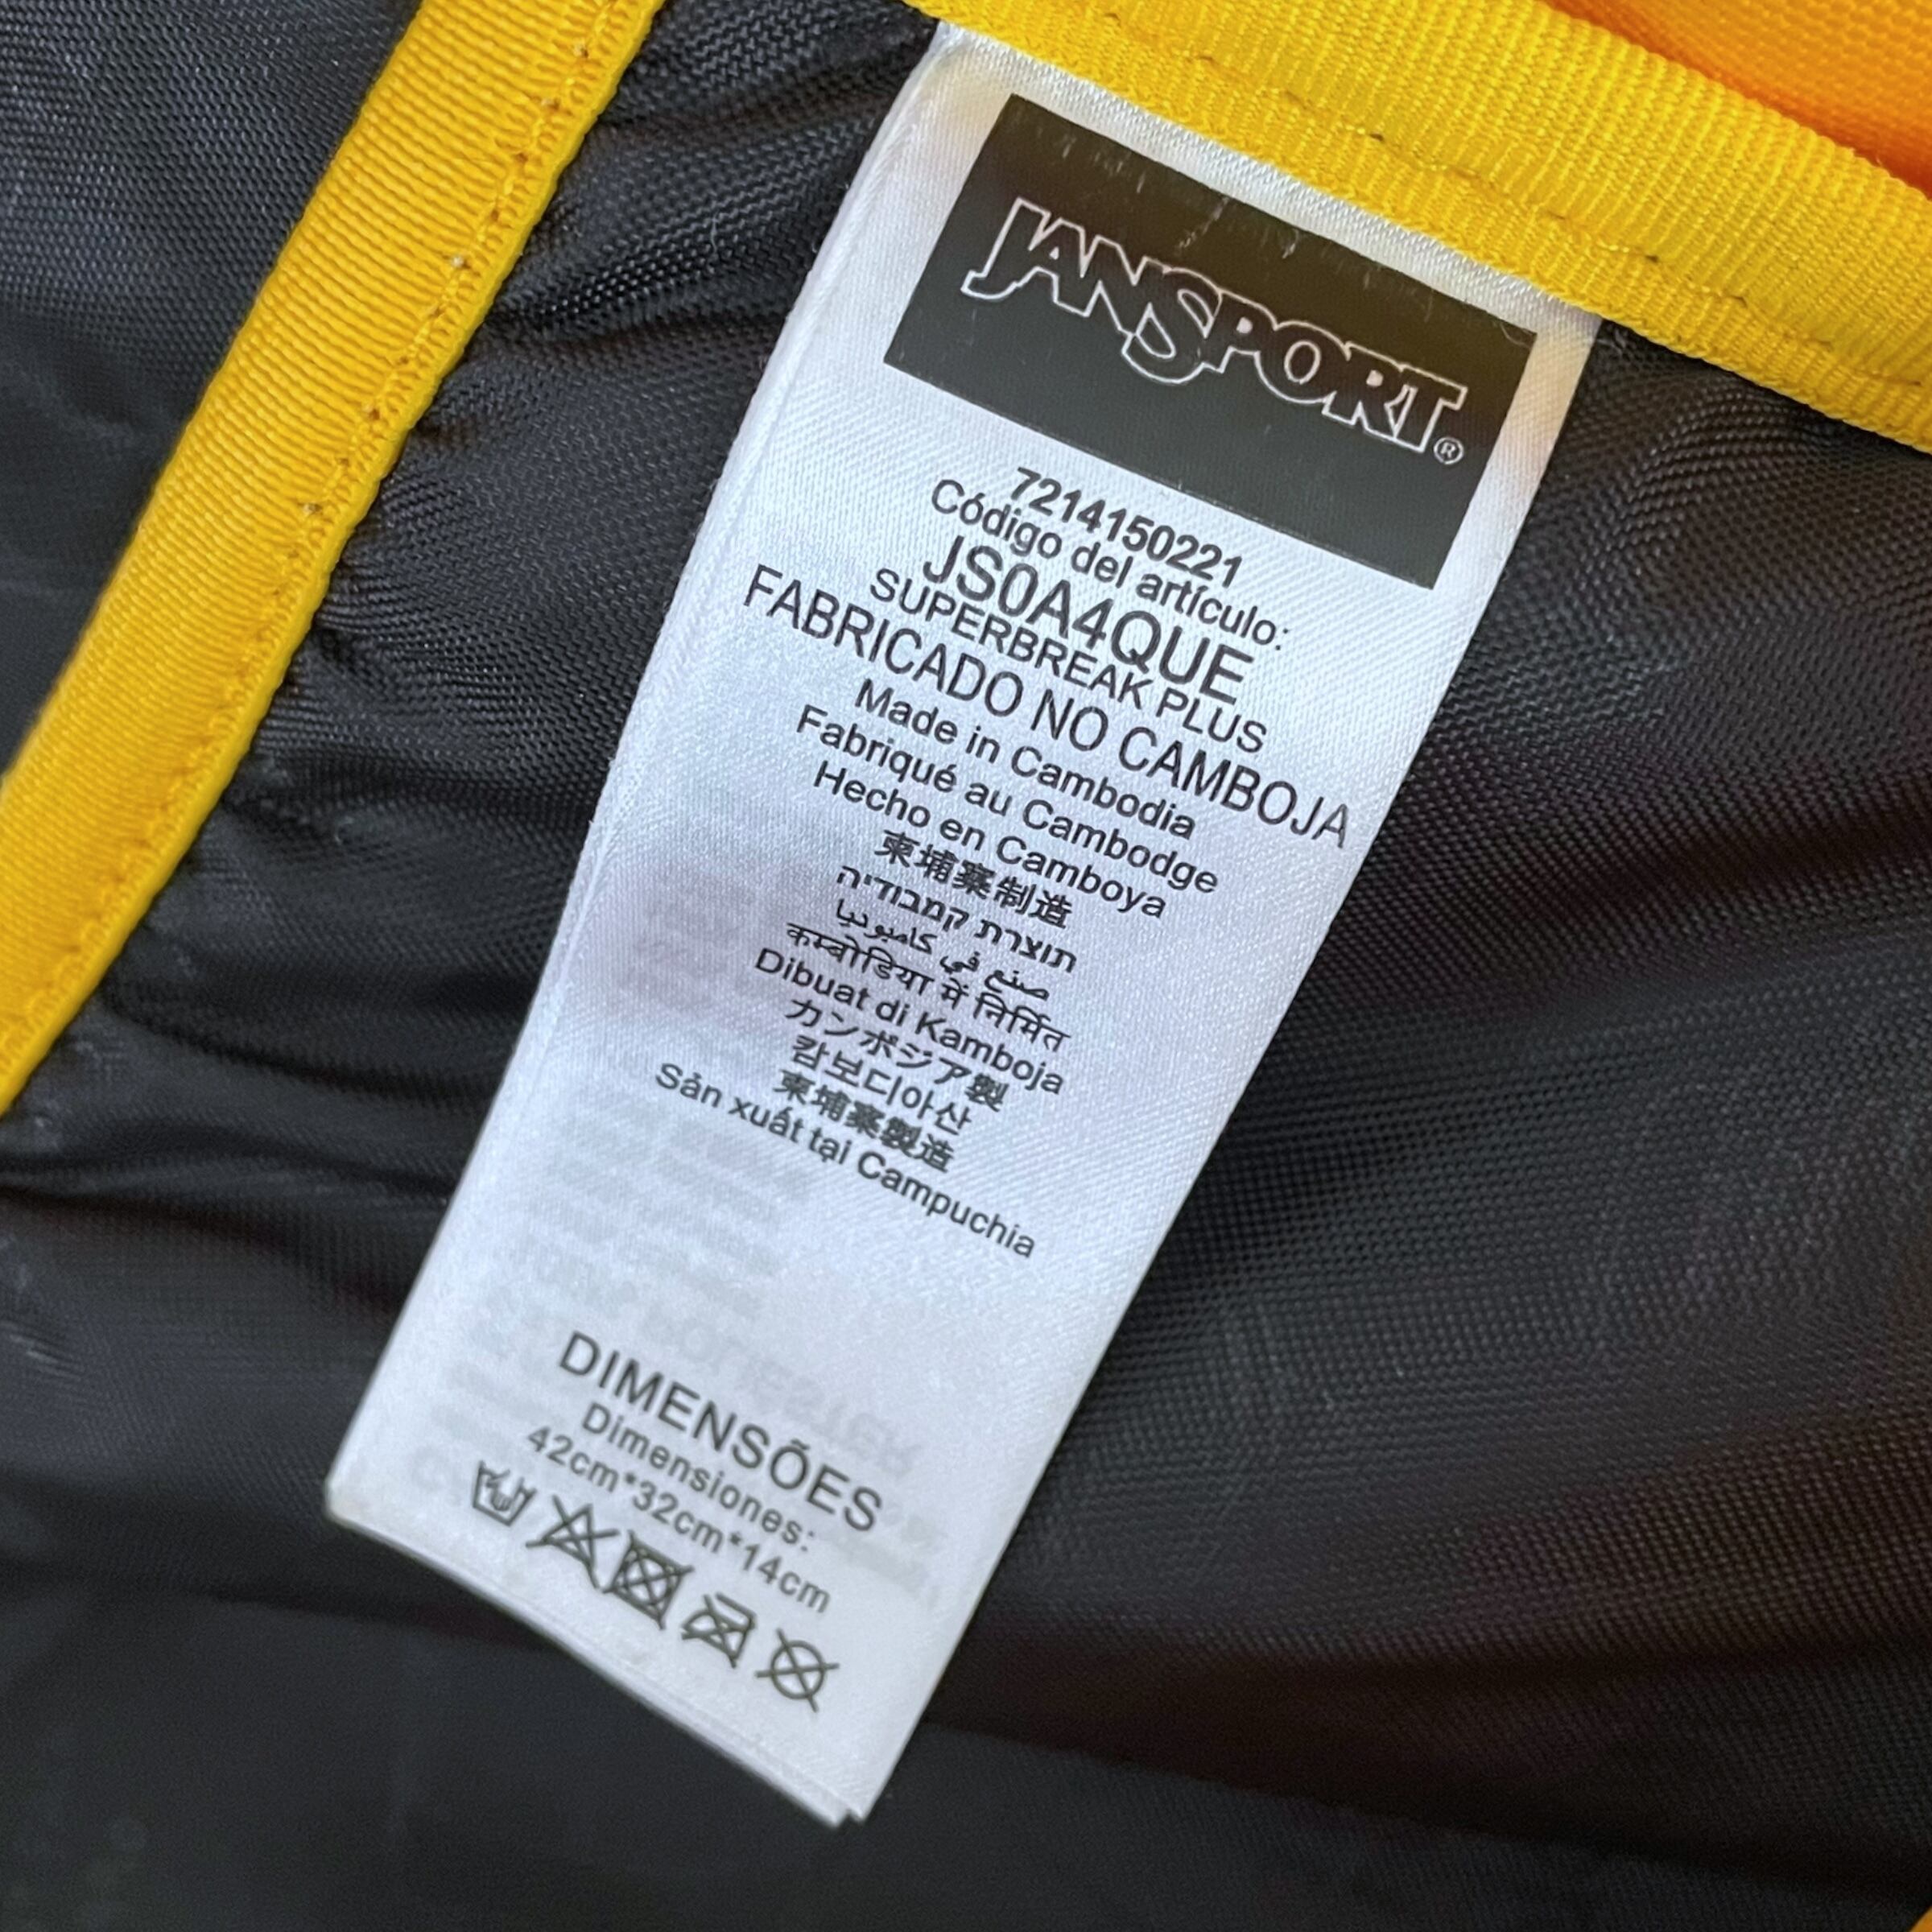 JANSPORT®
7214150221
Código del artículo:
JS0A4QUE
SUPERBREAK PLUS
FABRICADO NO CAMBOJA
Made in Cambodia
Fabriqué au Cambodge
Hecho en Camboya
柬埔寨制造
תוצרת קמבודיה
صنع في كامبوديا
कम्बोडिया में निर्मित
Dibuat di Kamboja
カンボジア製
캄보디아산
柬埔寨製造
Sản xuất tại Campuchia
DIMENSÕES
Dimensiones:
42cm*32cm*14cm